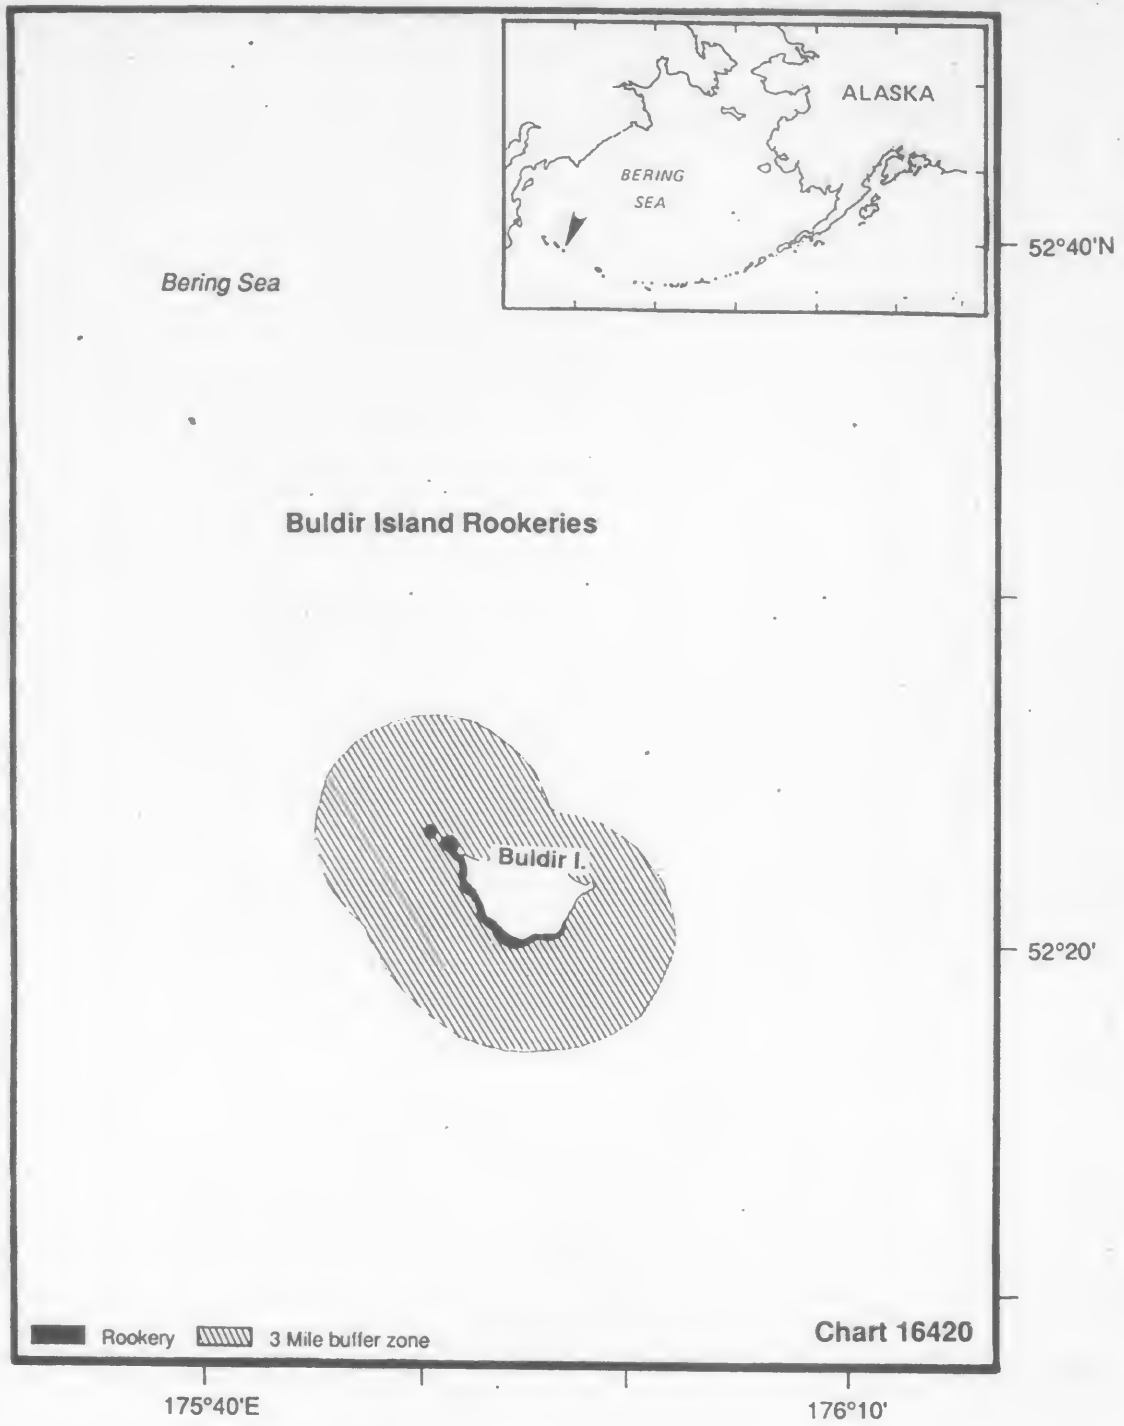 ALASKA
BERING
SEA
52°40'N
Bering Sea
Buldir Island Rookeries
Buldir I.
52°20'
Rookery
3 Mile buffer zone
Chart 16420
175°40'E
176°10'